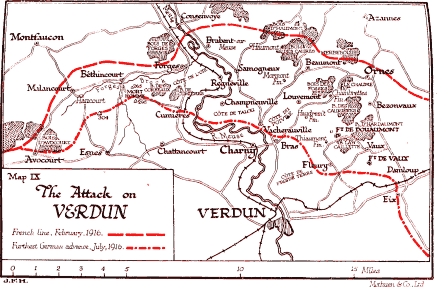 Consenvoye
Azannes
Montfaucon
Brabant-sur
Meuse
Haumont
Forges
Beaumont
Ornes
Samogneux
Béthincourt
Regneville
Malancourt
Champneuville
Louvemont
Bezonvaux
Haucourt
304
Cumières
CÔTE DE TALOU
Vacherauville
Ft DE DOUAUMONT
Bras
Vaux
Avocourt
Esnes
Chattancourt
Charny
Fleury
Ft DE VAUX
Damloup
Eix
VERDUN
Map IX
The Attack on
VERDUN
French line, February, 1916.
Furthest German advance, July, 1916.
0 1 2 3 4 5 10 15 Miles
J.F.H.
Methuen & Co., Ltd